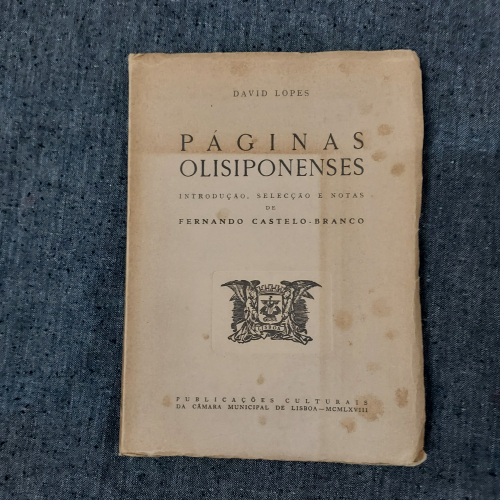 DAVID LOPES
PÁGINAS
OLISIPONENSES
INTRODUÇÃO, SELECÇÃO E NOTAS
DE
FERNANDO CASTELO-BRANCO
LISBOA
PUBLICAÇÕES CULTURAIS
DA CÂMARA MUNICIPAL DE LISBOA—MCMLXVIII